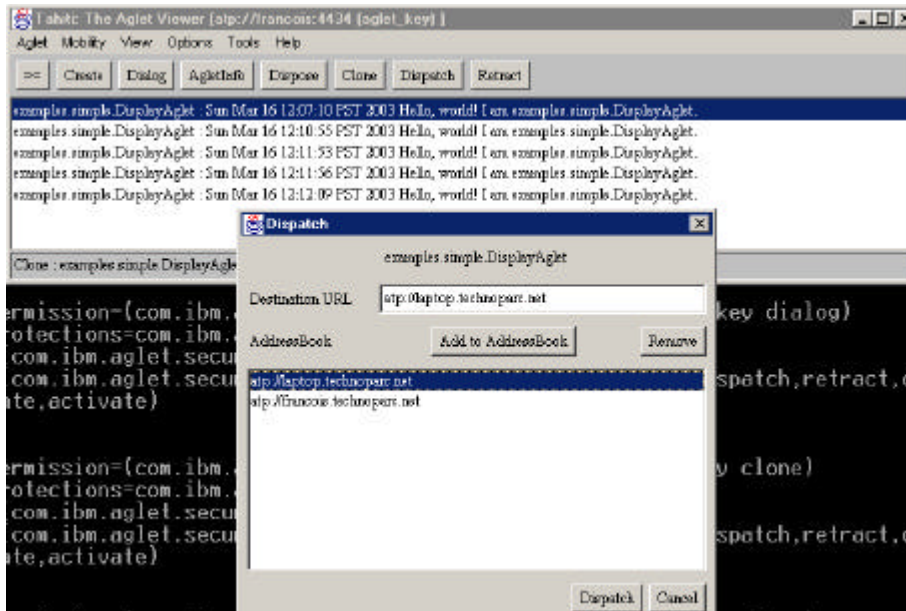 Tahiti: The Aglet Viewer [atp://francois:4434 (aglet_key) ]
Aglet Mobility View Options Tools Help
>= Create Dialog AgletInfo Dispose Clone Dispatch Retract
examples.simple.DisplayAglet : Sun Mar 16 12:07:10 PST 2003 Hello, world! I am examples.simple.DisplayAglet.
examples.simple.DisplayAglet : Sun Mar 16 12:10:55 PST 2003 Hello, world! I am examples.simple.DisplayAglet.
examples.simple.DisplayAglet : Sun Mar 16 12:11:53 PST 2003 Hello, world! I am examples.simple.DisplayAglet.
examples.simple.DisplayAglet : Sun Mar 16 12:11:56 PST 2003 Hello, world! I am examples.simple.DisplayAglet.
examples.simple.DisplayAglet : Sun Mar 16 12:12:09 PST 2003 Hello, world! I am examples.simple.DisplayAglet.
Clone : examples.simple.DisplayAgle
Dispatch
examples.simple.DisplayAglet
Destination URL atp://laptop.technoparc.net
AddressBook Add to AddressBook Remove
atp://laptop.technoparc.net
atp://francois.technoparc.net
Dispatch Cancel
ermission=(com.ibm. key dialog)
otections=com.ibm.
com.ibm.aglet.secu
com.ibm.aglet.secu spatch,retract,
te,activate)
ermission=(com.ibm. y clone)
otections=com.ibm.
com.ibm.aglet.secu
com.ibm.aglet.secu spatch,retract,
te,activate)